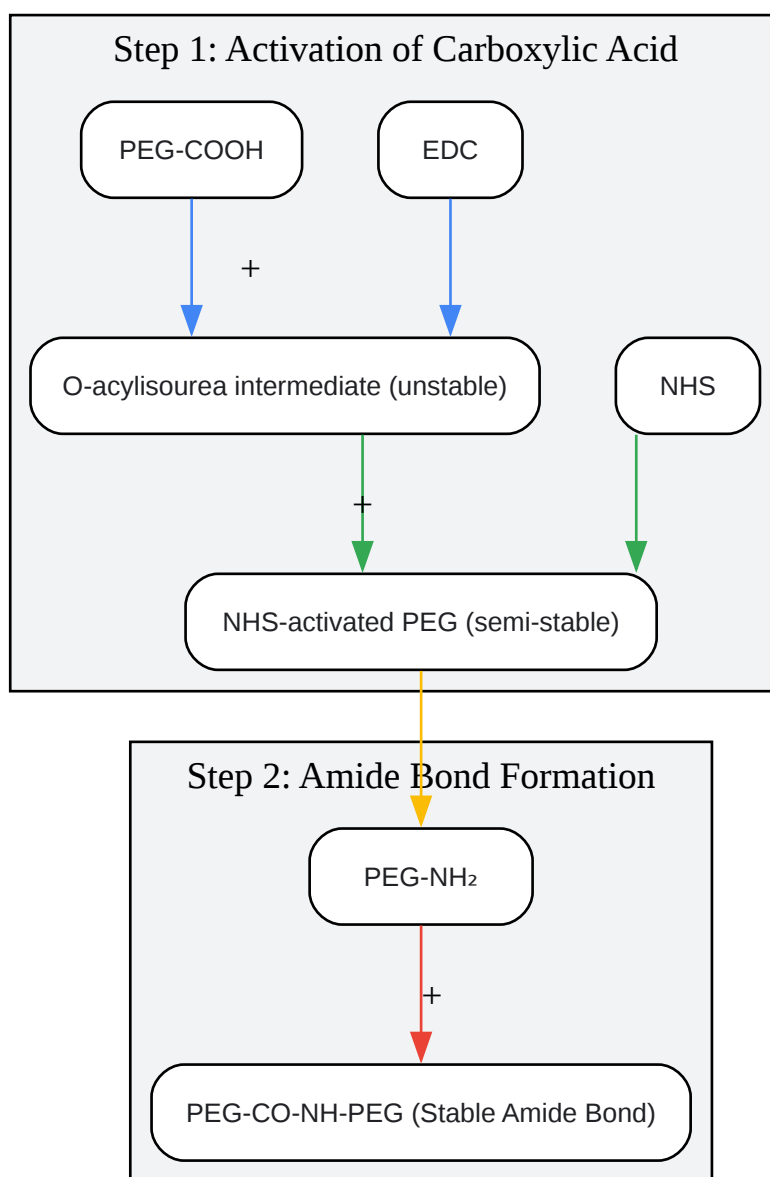 Step 1: Activation of Carboxylic Acid
PEG-COOH
EDC
+
O-acylisourea intermediate (unstable)
NHS
+
NHS-activated PEG (semi-stable)
Step 2: Amide Bond Formation
PEG-NH₂
+
PEG-CO-NH-PEG (Stable Amide Bond)